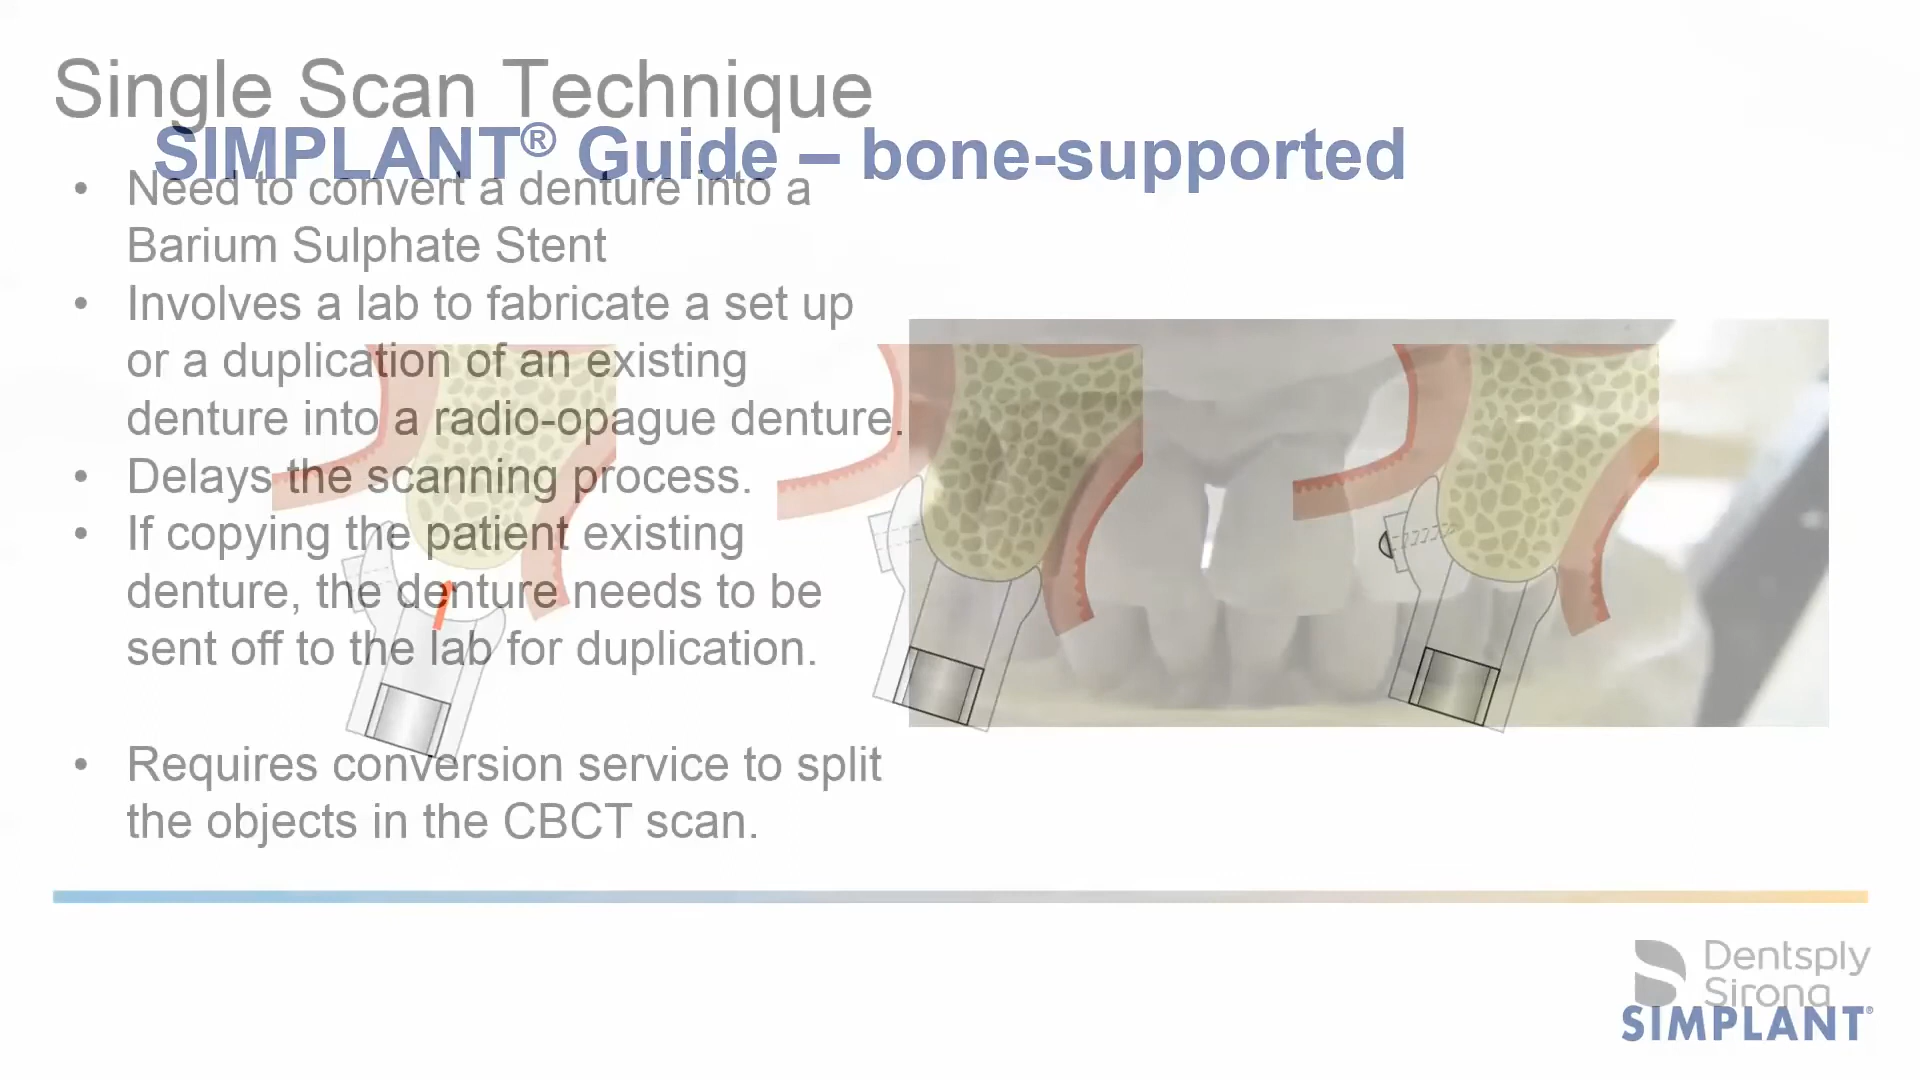 Single Scan Technique
SIMPLANT® Guide – bone-supported
• Need to convert a denture into a
Barium Sulphate Stent
• Involves a lab to fabricate a set up
or a duplication of an existing
denture into a radio-opague denture.
• Delays the scanning process.
• If copying the patient existing
denture, the denture needs to be
sent off to the lab for duplication.
• Requires conversion service to split
the objects in the CBCT scan.
Dentsply
Sirona
SIMPLANT®